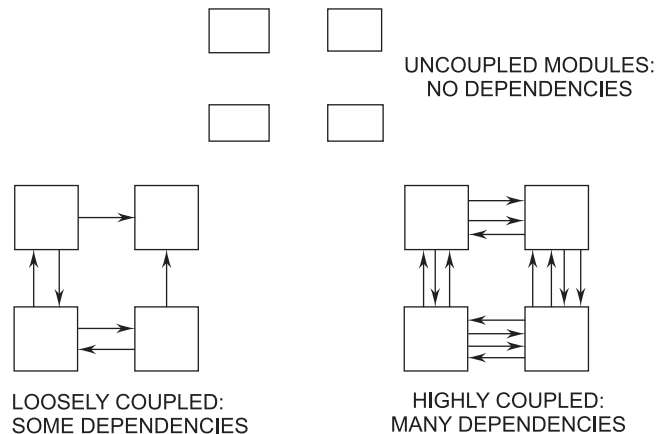 UNCOUPLED MODULES:
NO DEPENDENCIES
LOOSELY COUPLED:
SOME DEPENDENCIES
HIGHLY COUPLED:
MANY DEPENDENCIES